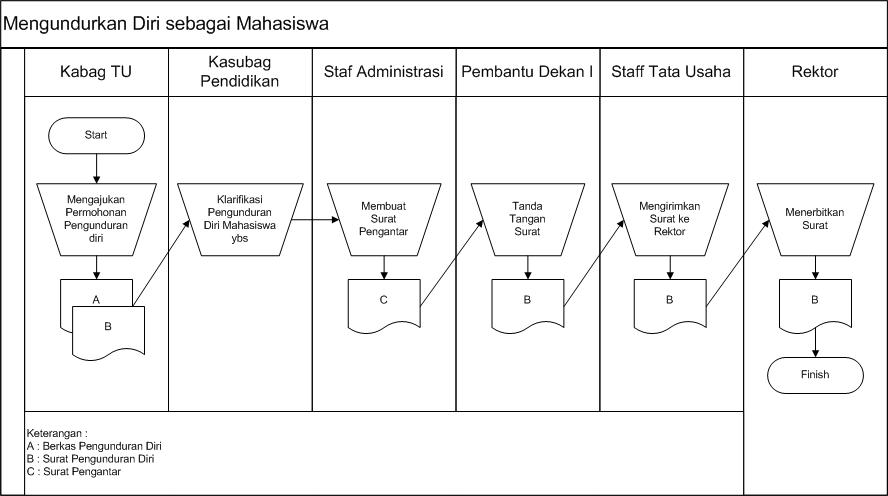 Mengundurkan Diri sebagai Mahasiswa
Kabag TU
Kasubag
Pendidikan
Staf Administrasi
Pembantu Dekan I
Staff Tata Usaha
Rektor
Start
Mengajukan
Permohonan
Pengunduran
diri
Klarifikasi
Pengunduran
Diri Mahasiswa
ybs
Membuat
Surat
Pengantar
Tanda
Tangan
Surat
Mengirimkan
Surat ke
Rektor
Menerbitkan
Surat
A
B
C
B
B
B
Finish
Keterangan :
A : Berkas Pengunduran Diri
B : Surat Pengunduran Diri
C : Surat Pengantar